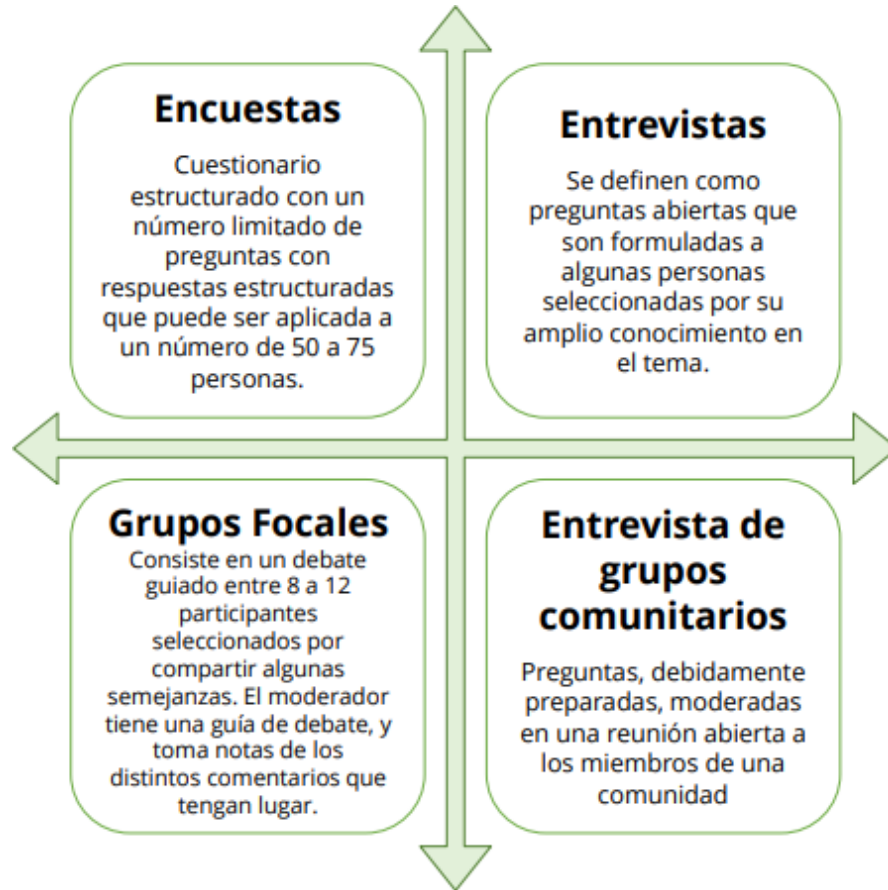 Encuestas
Cuestionario
estructurado con un
número limitado de
preguntas con
respuestas estructuradas
que puede ser aplicada a
un número de 50 a 75
personas.
Entrevistas
Se definen como
preguntas abiertas que
son formuladas a
algunas personas
seleccionadas por su
amplio conocimiento en
el tema.
Grupos Focales
Consiste en un debate
guiado entre 8 a 12
participantes
seleccionados por
compartir algunas
semejanzas. El moderador
tiene una guía de debate, y
toma notas de los
distintos comentarios que
tengan lugar.
Entrevista de
grupos
comunitarios
Preguntas, debidamente
preparadas, moderadas
en una reunión abierta a
los miembros de una
comunidad